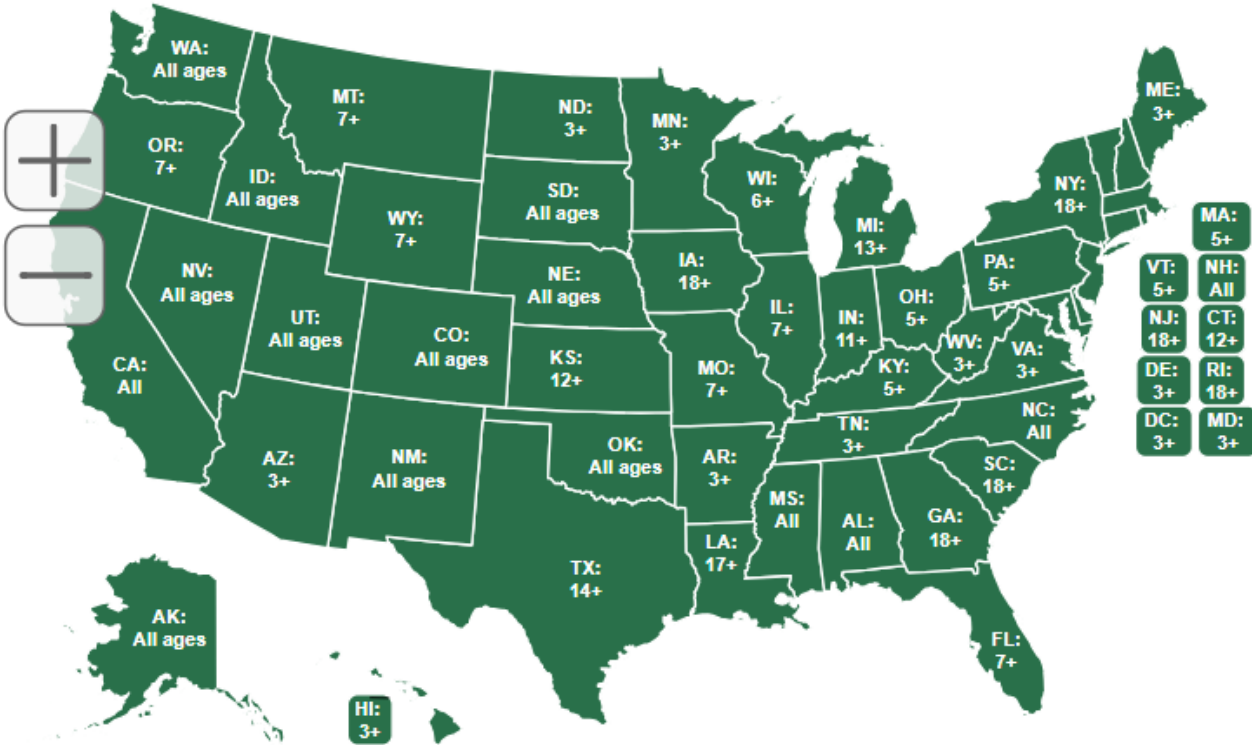 WA:
All ages
MT:
7+
ND:
3+
MN:
3+
ME:
3+
OR:
7+
ID:
All ages
SD:
All ages
WI:
6+
NY:
18+
WY:
7+
MI:
13+
MA:
5+
NV:
All ages
NE:
All ages
IA:
18+
PA:
5+
VT:
5+
NH:
All
UT:
All ages
CO:
All ages
IL:
7+
IN:
11+
OH:
5+
NJ:
18+
CT:
12+
CA:
All
KS:
12+
MO:
7+
KY:
5+
WV:
3+
VA:
3+
DE:
3+
RI:
18+
AZ:
3+
NM:
All ages
OK:
All ages
AR:
3+
TN:
3+
NC:
All
DC:
3+
MD:
3+
MS:
All
AL:
All
GA:
18+
SC:
18+
TX:
14+
LA:
17+
AK:
All ages
FL:
7+
HI:
3+